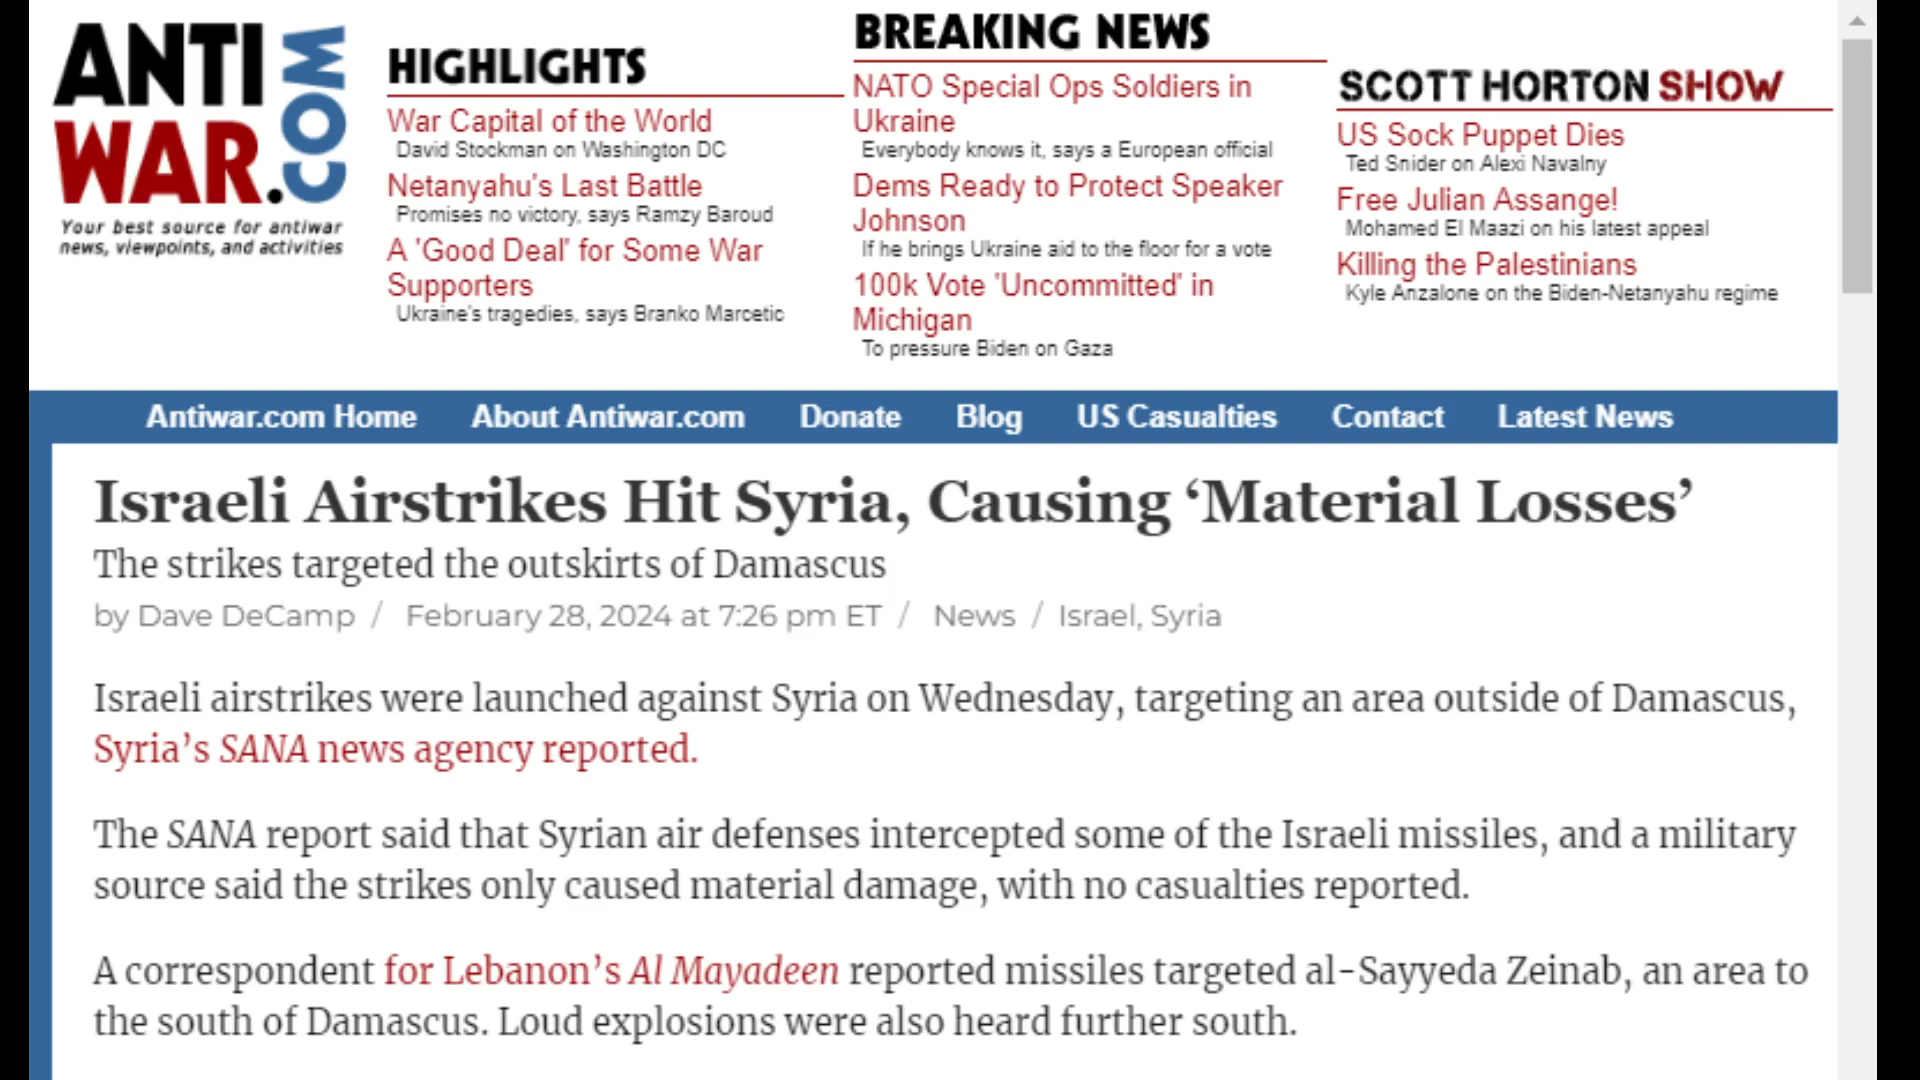 ANTI
WAR.COM
Your best source for antiwar
news, viewpoints, and activities
HIGHLIGHTS
War Capital of the World
David Stockman on Washington DC
Netanyahu's Last Battle
Promises no victory, says Ramzy Baroud
A 'Good Deal' for Some War
Supporters
Ukraine's tragedies, says Branko Marcetic
BREAKING NEWS
NATO Special Ops Soldiers in
Ukraine
Everybody knows it, says a European official
Dems Ready to Protect Speaker
Johnson
If he brings Ukraine aid to the floor for a vote
100k Vote 'Uncommitted' in
Michigan
To pressure Biden on Gaza
SCOTT HORTON SHOW
US Sock Puppet Dies
Ted Snider on Alexi Navalny
Free Julian Assange!
Mohamed El Maazi on his latest appeal
Killing the Palestinians
Kyle Anzalone on the Biden-Netanyahu regime
Antiwar.com Home About Antiwar.com Donate Blog US Casualties Contact Latest News
Israeli Airstrikes Hit Syria, Causing ‘Material Losses’
The strikes targeted the outskirts of Damascus
by Dave DeCamp / February 28, 2024 at 7:26 pm ET / News / Israel, Syria
Israeli airstrikes were launched against Syria on Wednesday, targeting an area outside of Damascus,
Syria’s SANA news agency reported.
The SANA report said that Syrian air defenses intercepted some of the Israeli missiles, and a military
source said the strikes only caused material damage, with no casualties reported.
A correspondent for Lebanon’s Al Mayadeen reported missiles targeted al-Sayyeda Zeinab, an area to
the south of Damascus. Loud explosions were also heard further south.